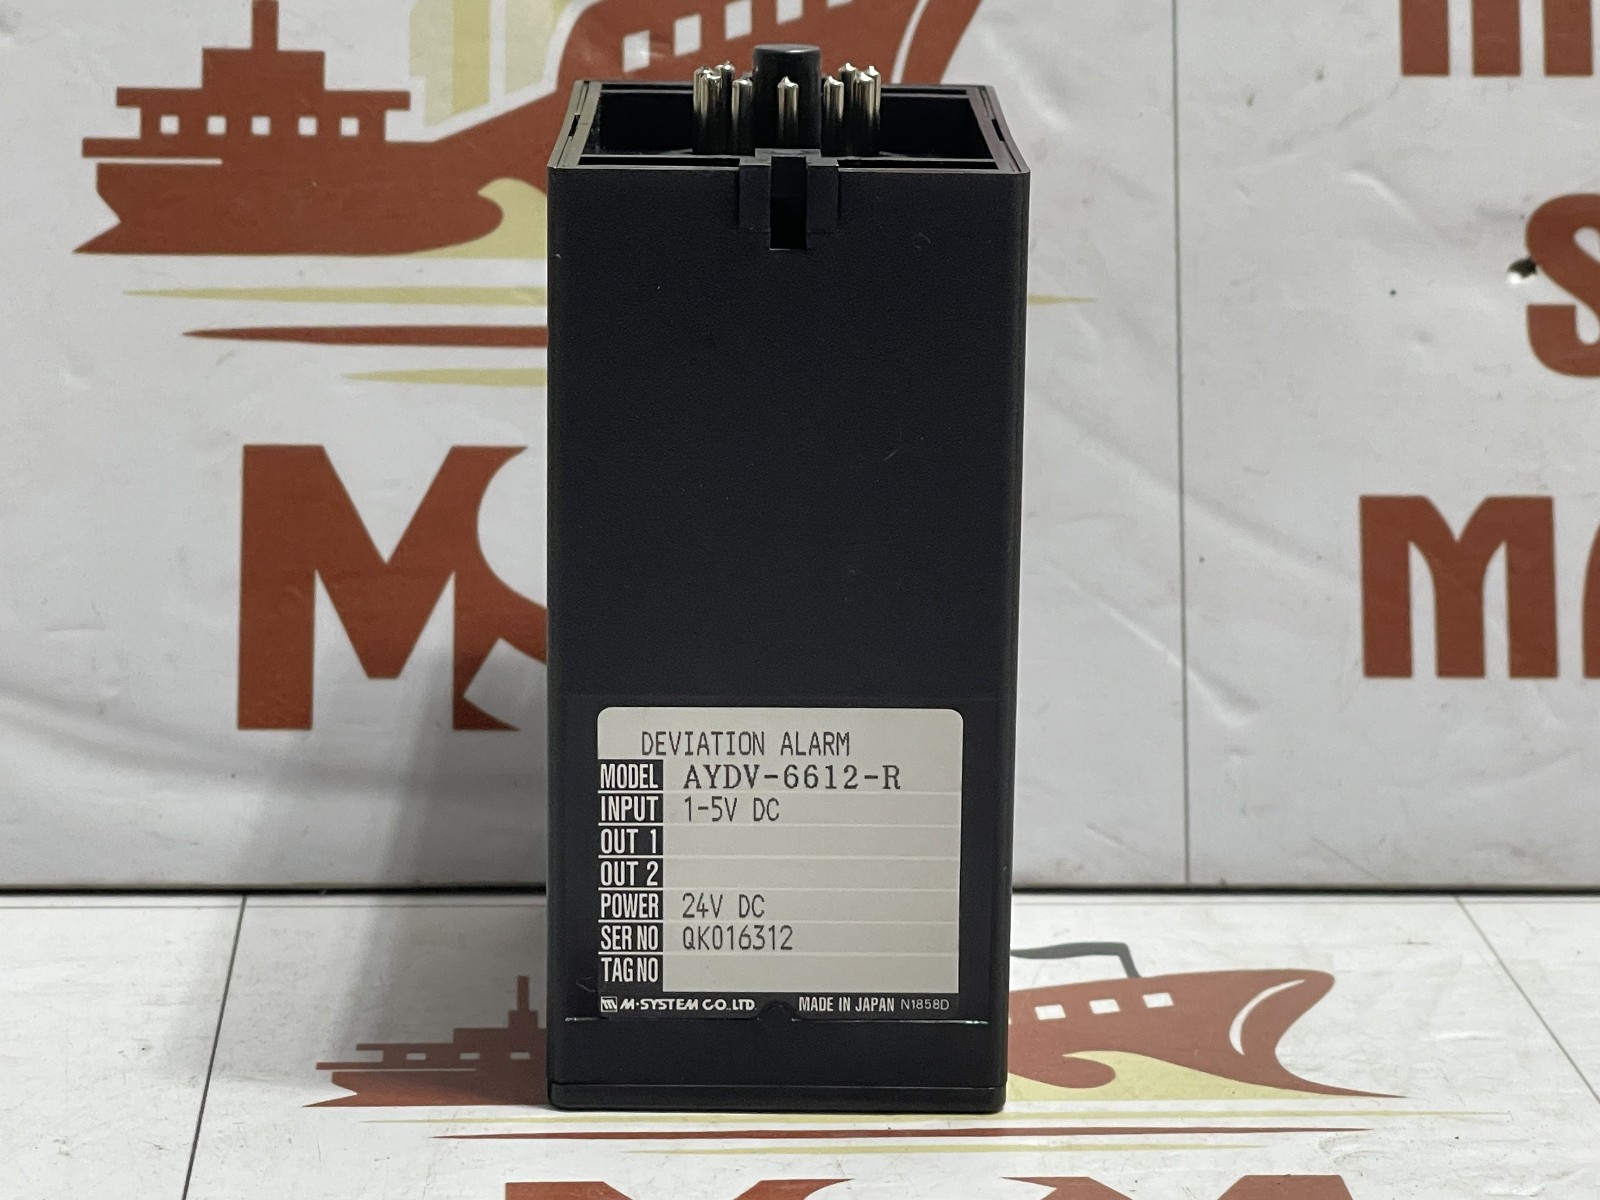 DEVIATION ALARM
MODEL AYDV-6612-R
INPUT 1-5V DC
OUT 1
OUT 2
POWER 24V DC
SER NO QK016312
TAG NO
M-SYSTEM CO.,LTD. MADE IN JAPAN N1858D